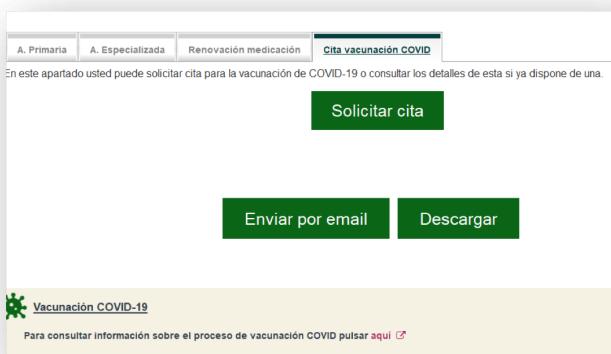 A. Primaria
A. Especializada
Renovación medicación
Cita vacunación COVID
En este apartado usted puede solicitar cita para la vacunación de COVID-19 o consultar los detalles de esta si ya dispone de una.
Solicitar cita
Enviar por email
Descargar
Vacunación COVID-19
Para consultar información sobre el proceso de vacunación COVID pulsar aquí